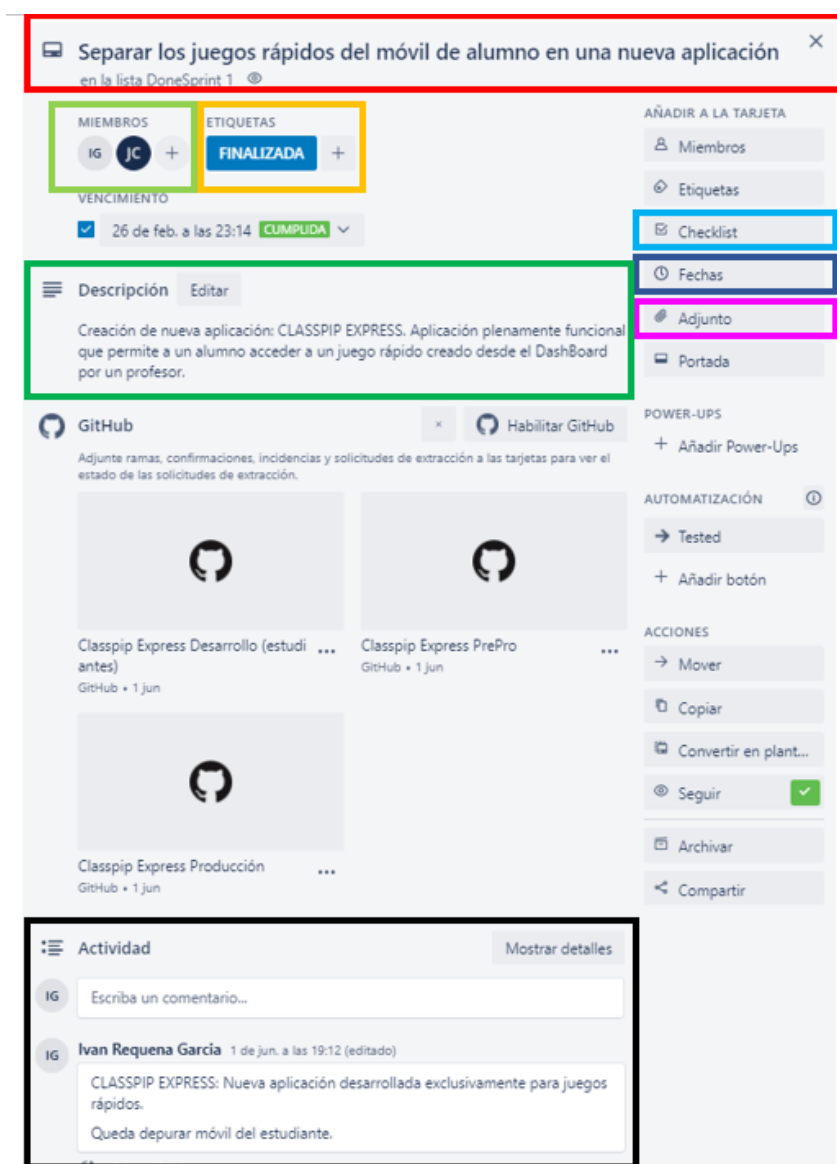 Separar los juegos rápidos del móvil de alumno en una nueva aplicación
en la lista DoneSprint 1
MIEMBROS
IG JC +
ETIQUETAS
FINALIZADA +
VENCIMIENTO
26 de feb. a las 23:14 CUMPLIDA
Descripción Editar
Creación de nueva aplicación: CLASSPIP EXPRESS. Aplicación plenamente funcional
que permite a un alumno acceder a un juego rápido creado desde el DashBoard
por un profesor.
GitHub × Habilitar GitHub
Adjunte ramas, confirmaciones, incidencias y solicitudes de extracción a las tarjetas para ver el
estado de las solicitudes de extracción.
Classpip Express Desarrollo (estudi ...
antes)
GitHub • 1 jun
Classpip Express PrePro ...
GitHub • 1 jun
Classpip Express Producción ...
GitHub • 1 jun
Actividad Mostrar detalles
IG Escriba un comentario...
IG Ivan Requena Garcia 1 de jun. a las 19:12 (editado)
CLASSPIP EXPRESS: Nueva aplicación desarrollada exclusivamente para juegos
rápidos.
Queda depurar móvil del estudiante.
AÑADIR A LA TARJETA
Miembros
Etiquetas
Checklist
Fechas
Adjunto
Portada
POWER-UPS
+ Añadir Power-Ups
AUTOMATIZACIÓN
→ Tested
+ Añadir botón
ACCIONES
→ Mover
Copiar
Convertir en plant...
Seguir
Archivar
Compartir